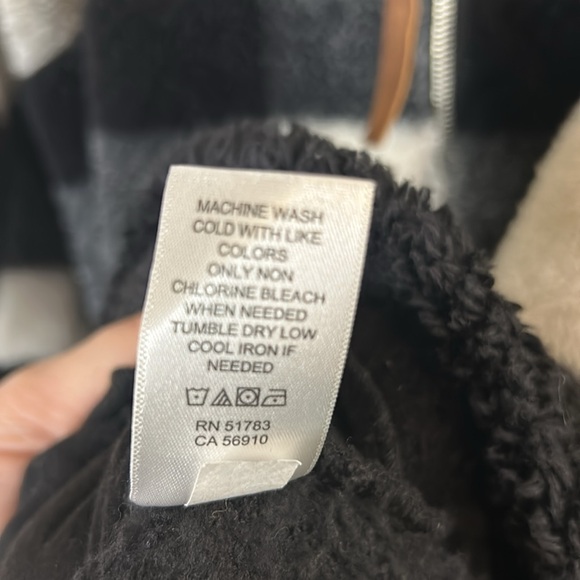 MACHINE WASH
COLD WITH LIKE
COLORS
ONLY NON
CHLORINE BLEACH
WHEN NEEDED
TUMBLE DRY LOW
COOL IRON IF
NEEDED
RN 51783
CA 56910